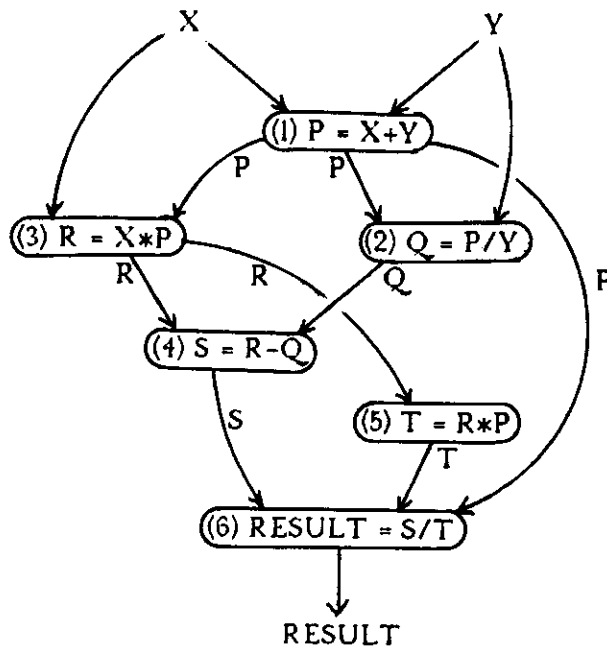 X Y
(1) P = X+Y
P P
(3) R = X*P (2) Q = P/Y
R R Q P
(4) S = R-Q
S (5) T = R*P
T
(6) RESULT = S/T
RESULT